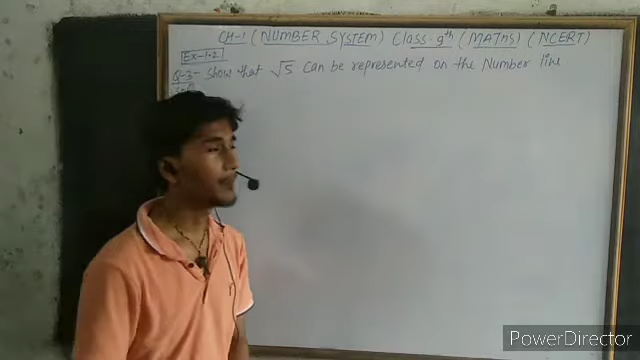 CH-1 (NUMBER SYSTEM) Class-9th (MATHS) (NCERT)
Ex-1.2
Q-3- Show that √5 can be represented on the Number line
Sol
PowerDirector